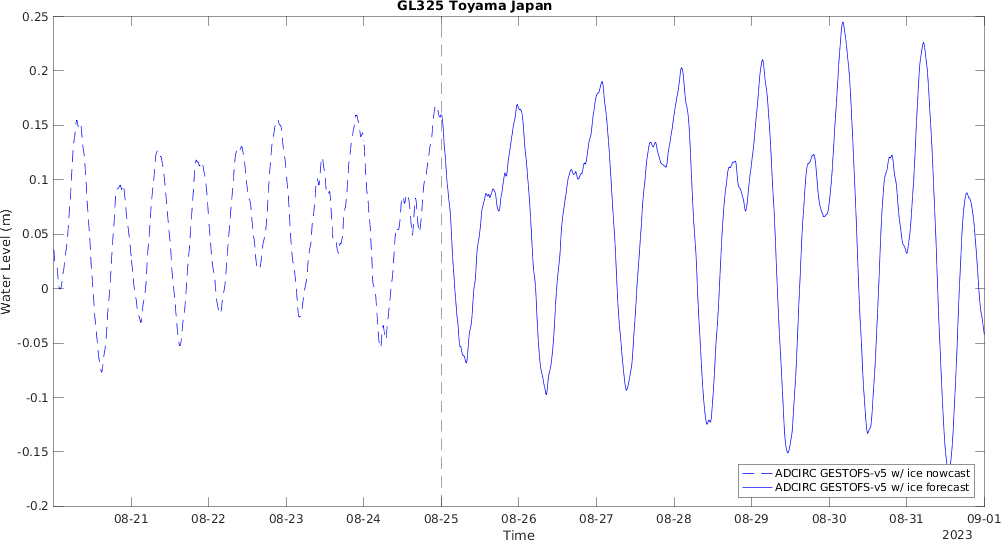 GL325 Toyama Japan
0.25
0.2
0.15
0.1
0.05
0
-0.05
-0.1
-0.15
-0.2
Water Level (m)
ADCIRC GESTOFS-v5 w/ ice nowcast
ADCIRC GESTOFS-v5 w/ ice forecast
08-21 08-22 08-23 08-24 08-25 08-26 08-27 08-28 08-29 08-30 08-31 09-01
Time
2023